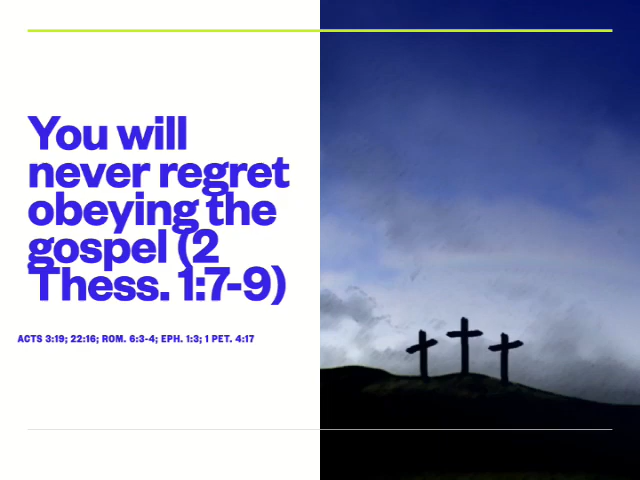 You will
never regret
obeying the
gospel (2
Thess. 1:7-9)
ACTS 3:19; 22:16; ROM. 6:3-4; EPH. 1:3; 1 PET. 4:17